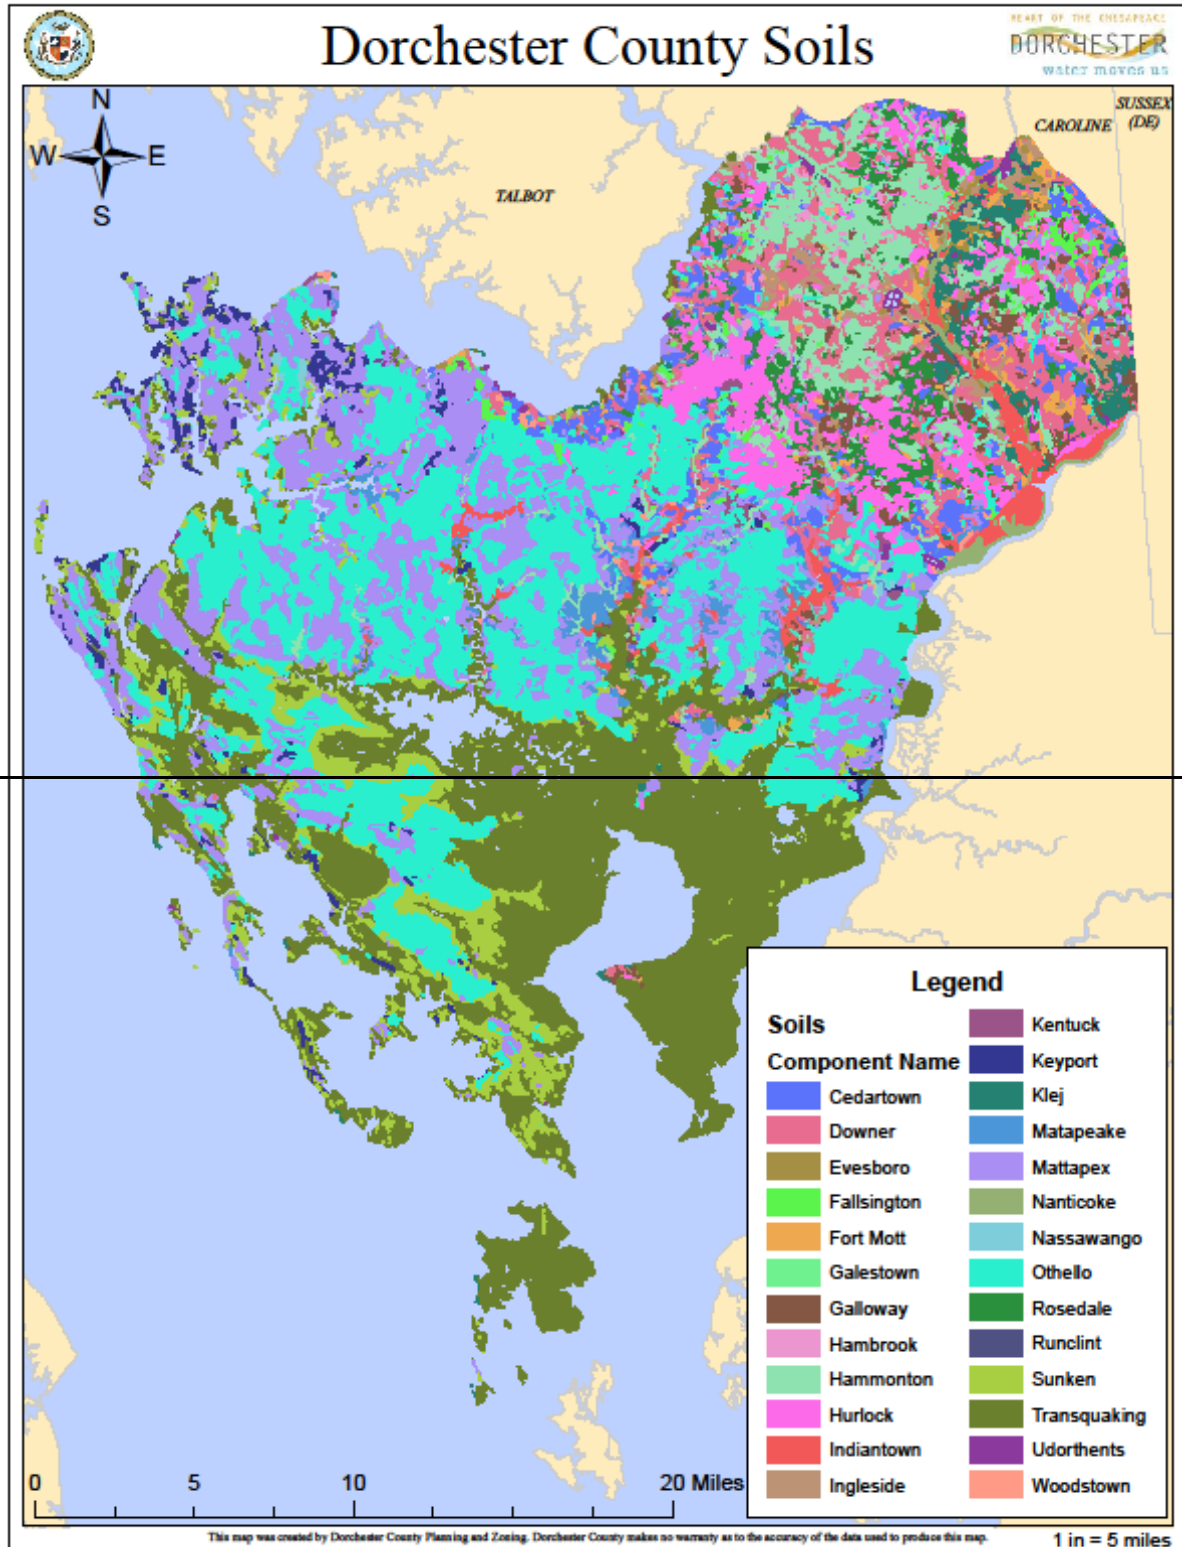 Dorchester County Soils
HEART OF THE CHESAPEAKE
DORCHESTER
water moves us
N
W
E
S
TALBOT
CAROLINE
SUSSEX
(DE)
Legend
Soils
Component Name
Cedartown
Downer
Evesboro
Fallsington
Fort Mott
Galestown
Galloway
Hambrook
Hammonton
Hurlock
Indiantown
Ingleside
Kentuck
Keyport
Klej
Matapeake
Mattapex
Nanticoke
Nassawango
Othello
Rosedale
Runclint
Sunken
Transquaking
Udorthents
Woodstown
0 5 10 20 Miles
This map was created by Dorchester County Planning and Zoning. Dorchester County makes no warranty as to the accuracy of the data used to produce this map.
1 in = 5 miles